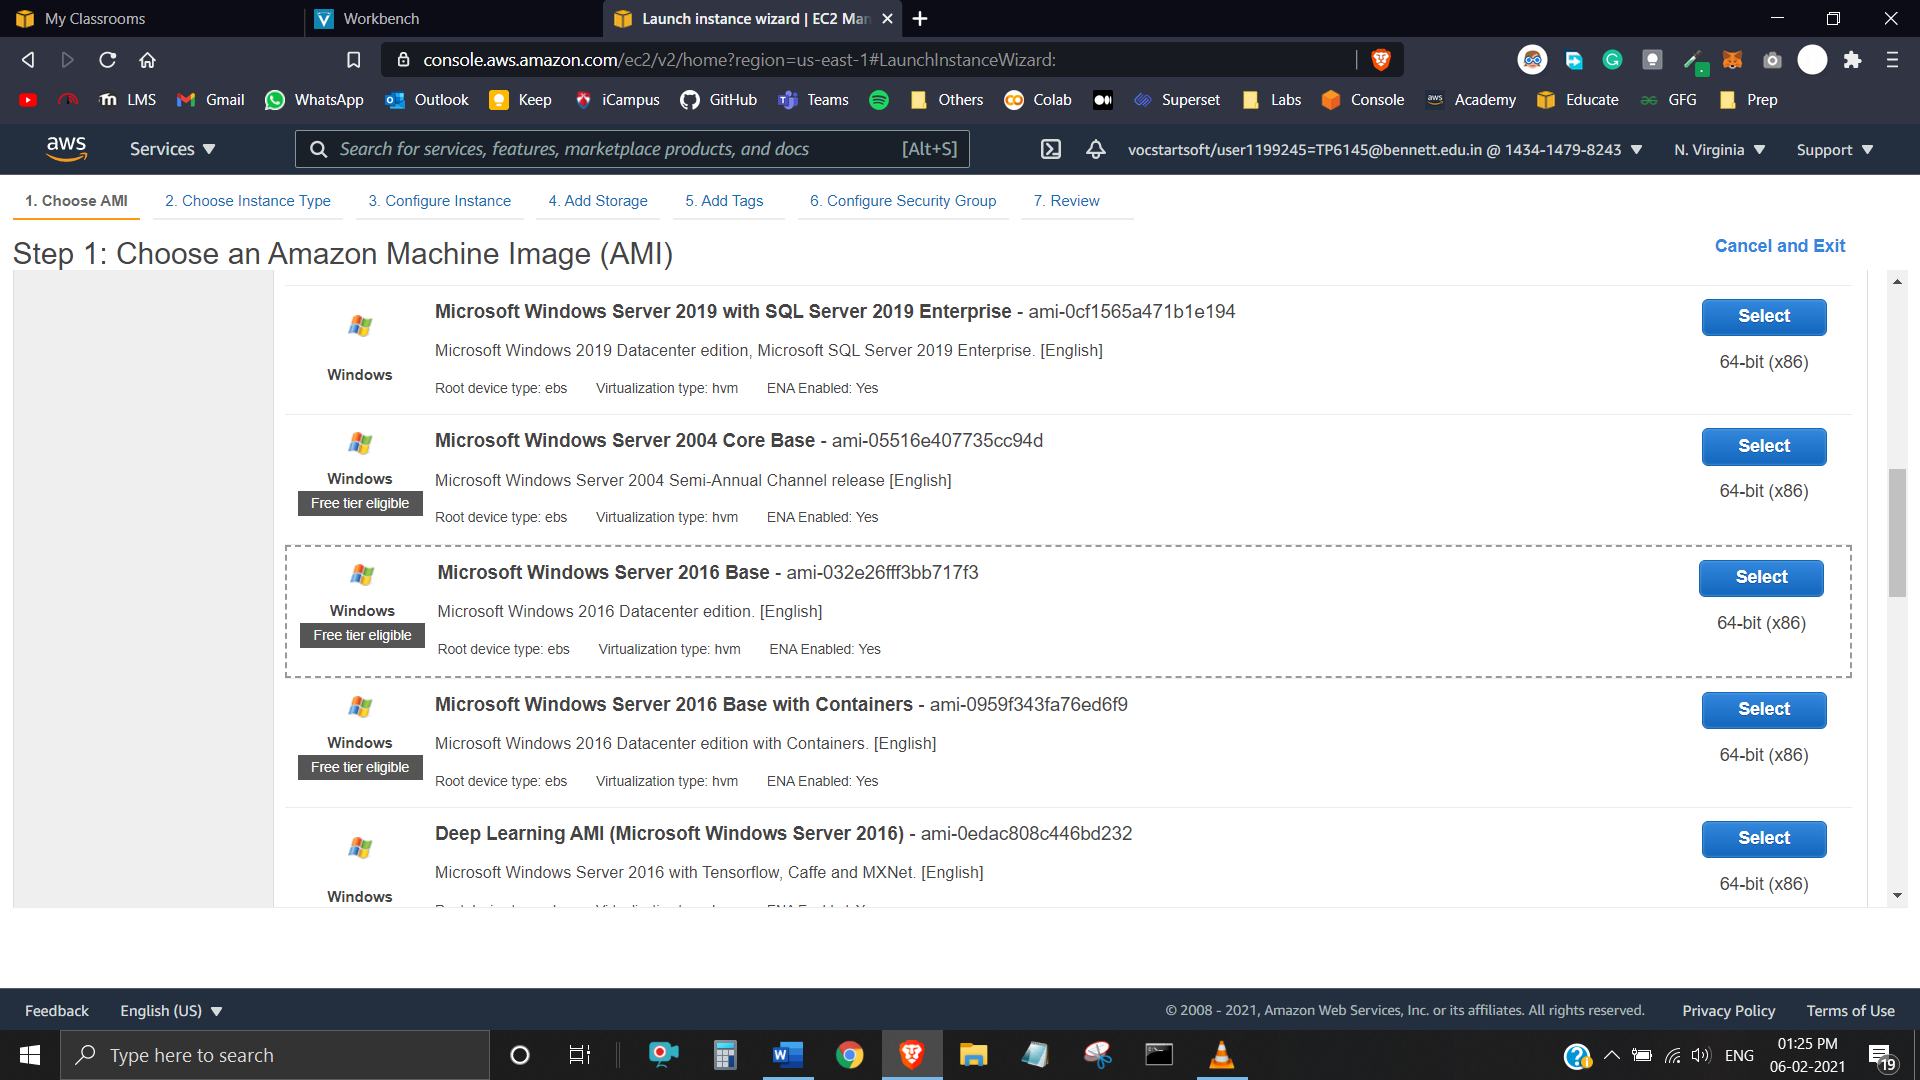 My Classrooms
Workbench
Launch instance wizard | EC2 Man
console.aws.amazon.com/ec2/v2/home?region=us-east-1#LaunchInstanceWizard:
LMS Gmail WhatsApp Outlook Keep iCampus GitHub Teams Others Colab Superset Labs Console aws Academy Educate GFG Prep
aws Services Search for services, features, marketplace products, and docs [Alt+S] vocstartsoft/user1199245=TP6145@bennett.edu.in @ 1434-1479-8243 N. Virginia Support
1. Choose AMI 2. Choose Instance Type 3. Configure Instance 4. Add Storage 5. Add Tags 6. Configure Security Group 7. Review
Step 1: Choose an Amazon Machine Image (AMI)
Cancel and Exit
Microsoft Windows Server 2019 with SQL Server 2019 Enterprise - ami-0cf1565a471b1e194
Select
Microsoft Windows 2019 Datacenter edition, Microsoft SQL Server 2019 Enterprise. [English]
64-bit (x86)
Windows
Root device type: ebs Virtualization type: hvm ENA Enabled: Yes
Microsoft Windows Server 2004 Core Base - ami-05516e407735cc94d
Select
Windows
Microsoft Windows Server 2004 Semi-Annual Channel release [English]
64-bit (x86)
Free tier eligible
Root device type: ebs Virtualization type: hvm ENA Enabled: Yes
Microsoft Windows Server 2016 Base - ami-032e26fff3bb717f3
Select
Windows
Microsoft Windows 2016 Datacenter edition. [English]
64-bit (x86)
Free tier eligible
Root device type: ebs Virtualization type: hvm ENA Enabled: Yes
Microsoft Windows Server 2016 Base with Containers - ami-0959f343fa76ed6f9
Select
Windows
Microsoft Windows 2016 Datacenter edition with Containers. [English]
64-bit (x86)
Free tier eligible
Root device type: ebs Virtualization type: hvm ENA Enabled: Yes
Deep Learning AMI (Microsoft Windows Server 2016) - ami-0edac808c446bd232
Select
Microsoft Windows Server 2016 with Tensorflow, Caffe and MXNet. [English]
64-bit (x86)
Windows
Feedback English (US) © 2008 - 2021, Amazon Web Services, Inc. or its affiliates. All rights reserved. Privacy Policy Terms of Use
Type here to search
ENG
01:25 PM
06-02-2021
19